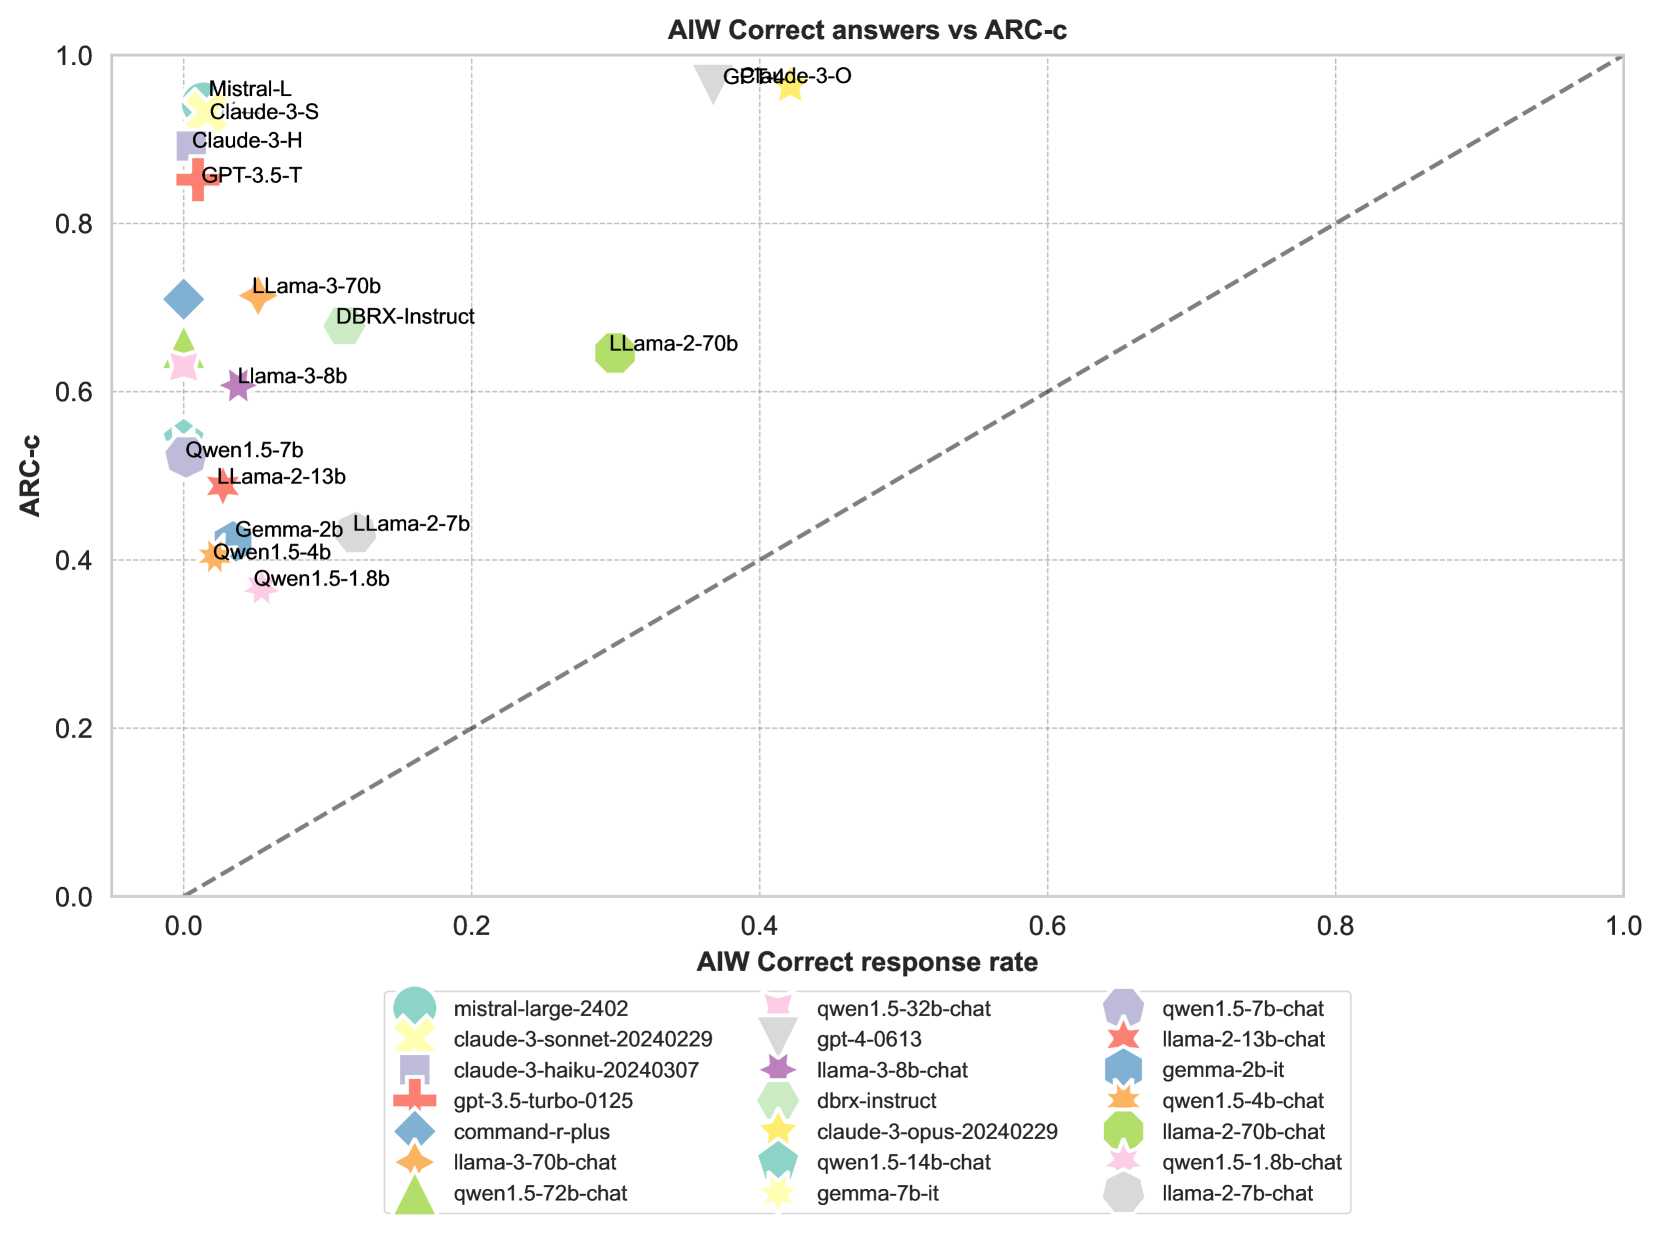 AIW Correct answers vs ARC-c
1.0
GPT-4
Claude-3-O
Mistral-L
Claude-3-S
Claude-3-H
GPT-3.5-T
0.8
LLama-3-70b
DBRX-Instruct
LLama-2-70b
Llama-3-8b
0.6
ARC-c
Qwen1.5-7b
LLama-2-13b
LLama-2-7b
Gemma-2b
Qwen1.5-4b
0.4
Qwen1.5-1.8b
0.2
0.0
0.0 0.2 0.4 0.6 0.8 1.0
AIW Correct response rate
mistral-large-2402
claude-3-sonnet-20240229
claude-3-haiku-20240307
gpt-3.5-turbo-0125
command-r-plus
llama-3-70b-chat
qwen1.5-72b-chat
qwen1.5-32b-chat
gpt-4-0613
llama-3-8b-chat
dbrx-instruct
claude-3-opus-20240229
qwen1.5-14b-chat
gemma-7b-it
qwen1.5-7b-chat
llama-2-13b-chat
gemma-2b-it
qwen1.5-4b-chat
llama-2-70b-chat
qwen1.5-1.8b-chat
llama-2-7b-chat